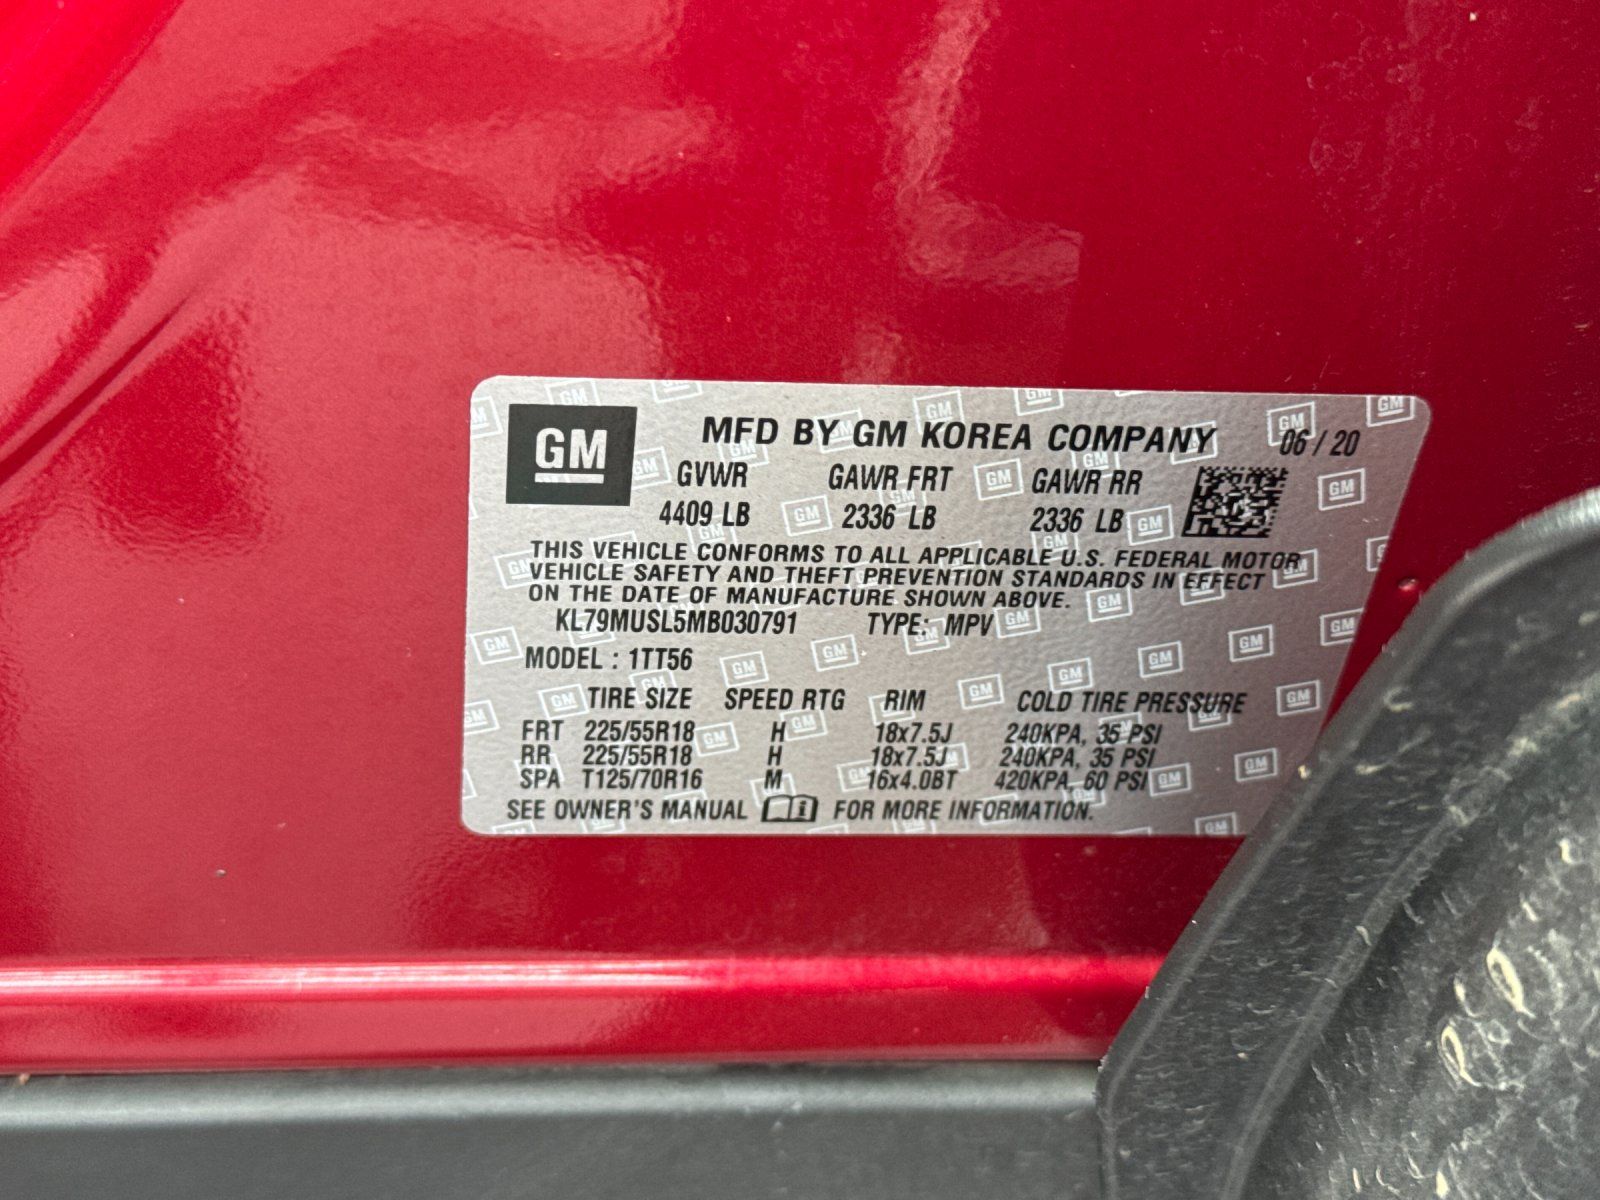 GM MFD BY GM KOREA COMPANY 06 / 20
GVWR GAWR FRT GAWR RR
4409 LB 2336 LB 2336 LB
THIS VEHICLE CONFORMS TO ALL APPLICABLE U.S. FEDERAL MOTOR
VEHICLE SAFETY AND THEFT PREVENTION STANDARDS IN EFFECT
ON THE DATE OF MANUFACTURE SHOWN ABOVE.
KL79MUSL5MB030791 TYPE: MPV
MODEL : 1TT56
TIRE SIZE SPEED RTG RIM COLD TIRE PRESSURE
FRT 225/55R18 H 18x7.5J 240KPA, 35 PSI
RR 225/55R18 H 18x7.5J 240KPA, 35 PSI
SPA T125/70R16 M 16x4.0BT 420KPA, 60 PSI
SEE OWNER'S MANUAL i FOR MORE INFORMATION.